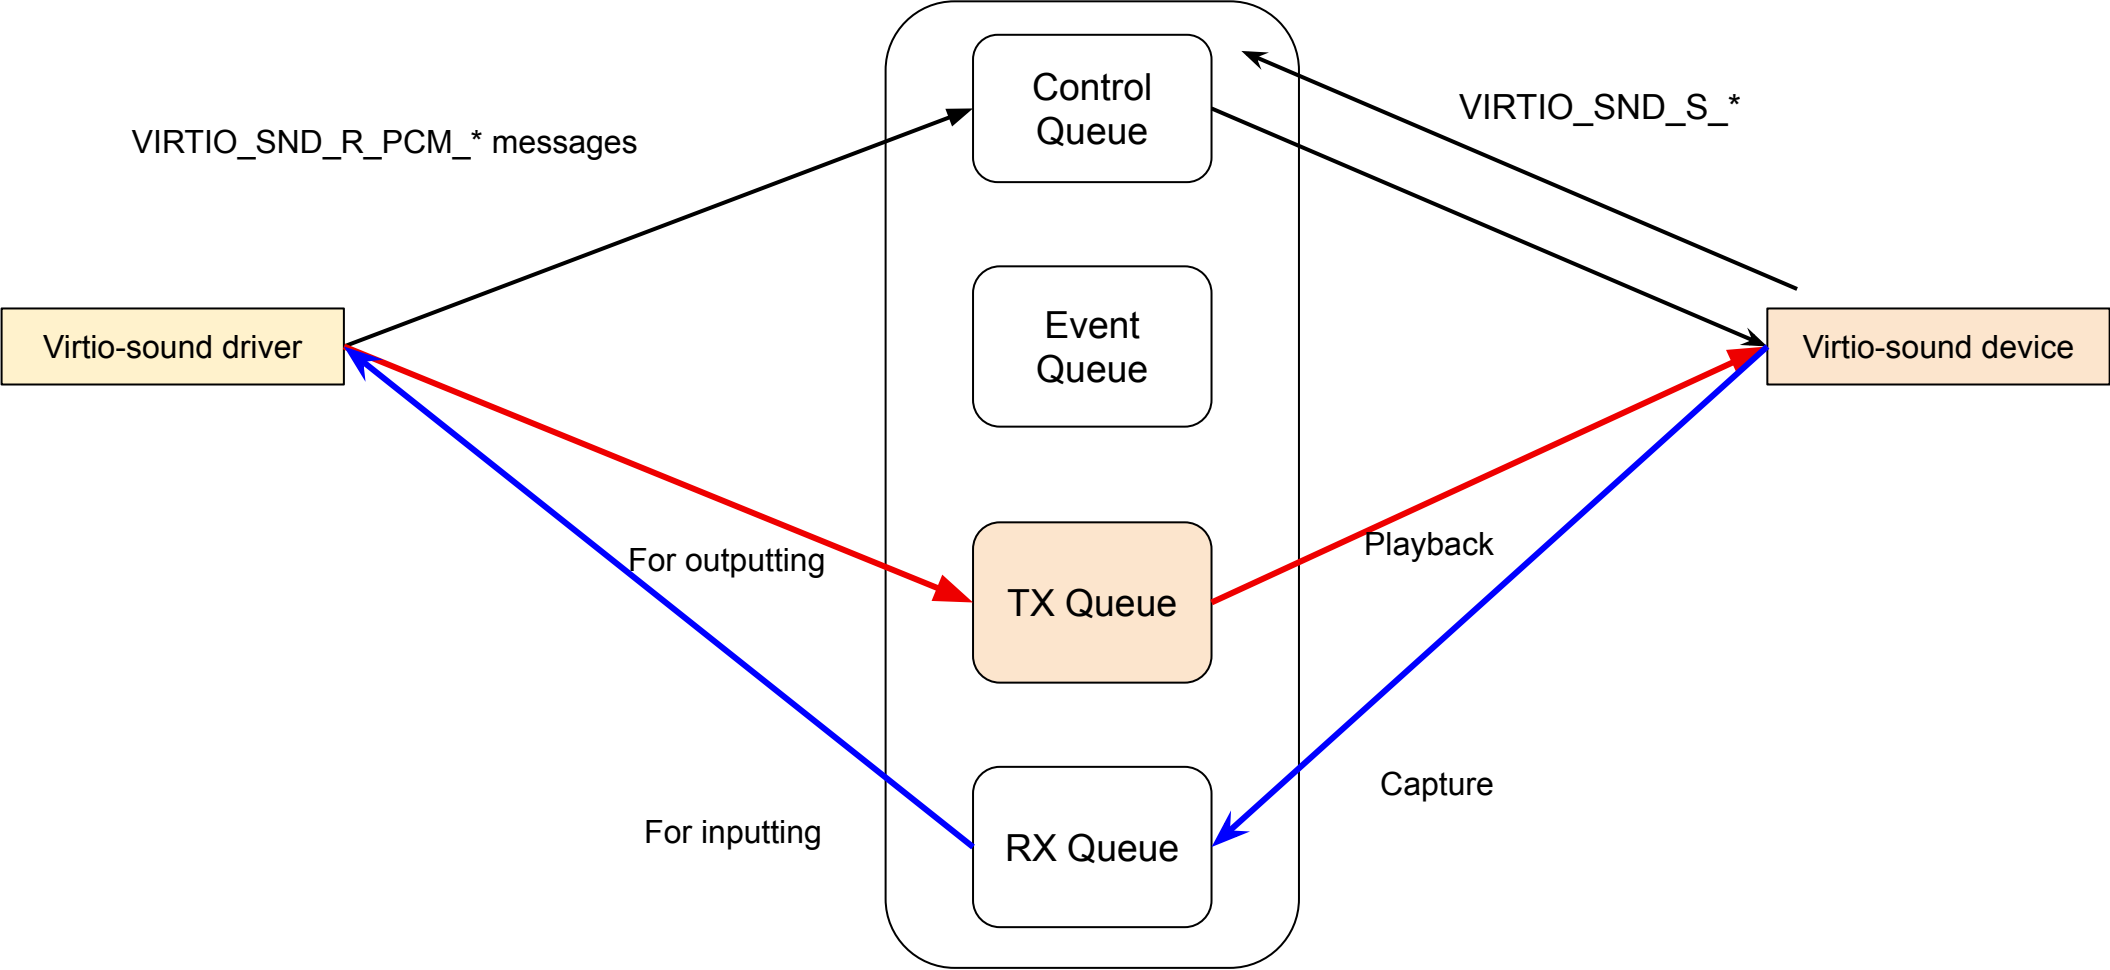 Control
Queue
VIRTIO_SND_S_*
VIRTIO_SND_R_PCM_* messages
Event
Queue
Virtio-sound driver
Virtio-sound device
For outputting
Playback
TX Queue
Capture
For inputting
RX Queue